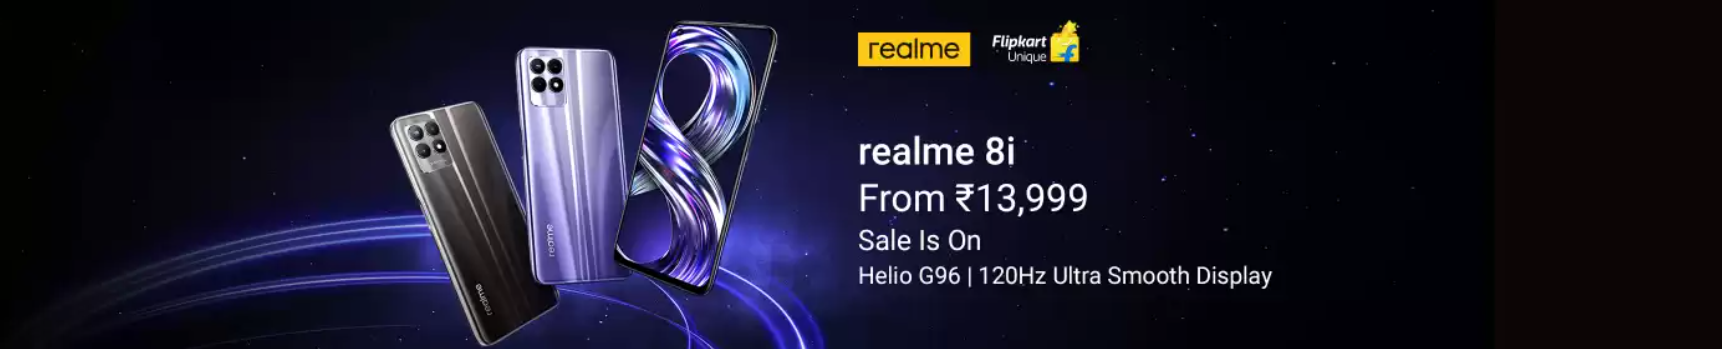 realme
Flipkart
Unique
realme 8i
From ₹13,999
Sale Is On
Helio G96 | 120Hz Ultra Smooth Display
realme
realme